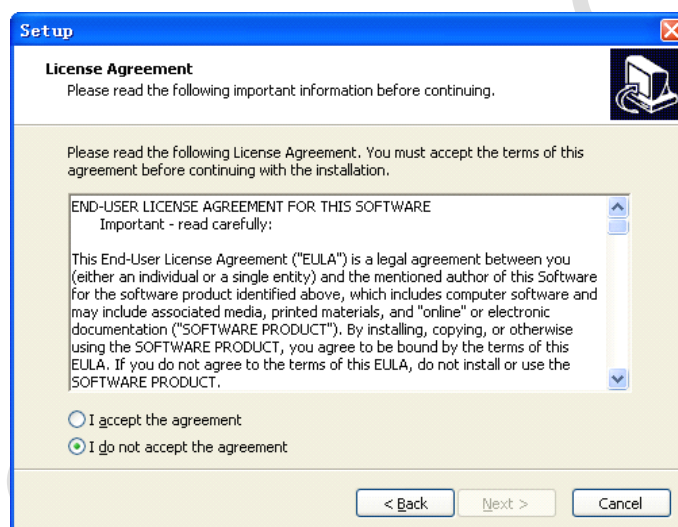 Setup
License Agreement
Please read the following important information before continuing.
Please read the following License Agreement. You must accept the terms of this
agreement before continuing with the installation.
END-USER LICENSE AGREEMENT FOR THIS SOFTWARE
Important - read carefully:
This End-User License Agreement ("EULA") is a legal agreement between you
(either an individual or a single entity) and the mentioned author of this Software
for the software product identified above, which includes computer software and
may include associated media, printed materials, and "online" or electronic
documentation ("SOFTWARE PRODUCT"). By installing, copying, or otherwise
using the SOFTWARE PRODUCT, you agree to be bound by the terms of this
EULA. If you do not agree to the terms of this EULA, do not install or use the
SOFTWARE PRODUCT.
I accept the agreement
I do not accept the agreement
< Back Next > Cancel